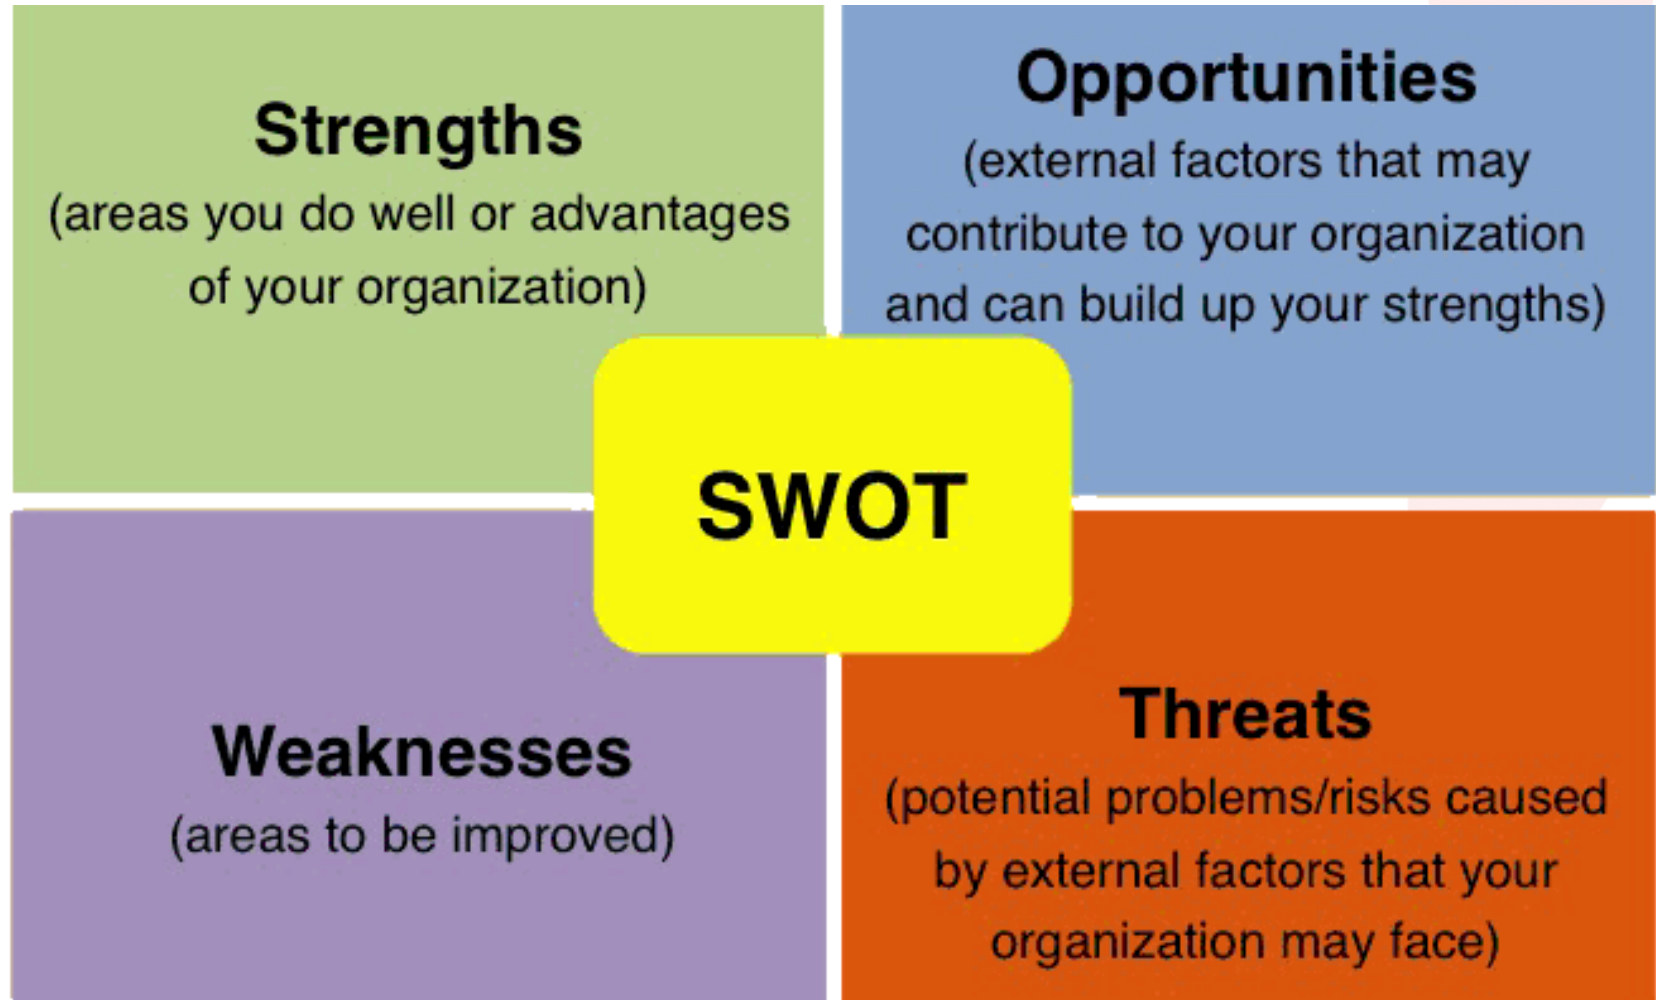 Strengths
(areas you do well or advantages
of your organization)
Opportunities
(external factors that may
contribute to your organization
and can build up your strengths)
SWOT
Weaknesses
(areas to be improved)
Threats
(potential problems/risks caused
by external factors that your
organization may face)